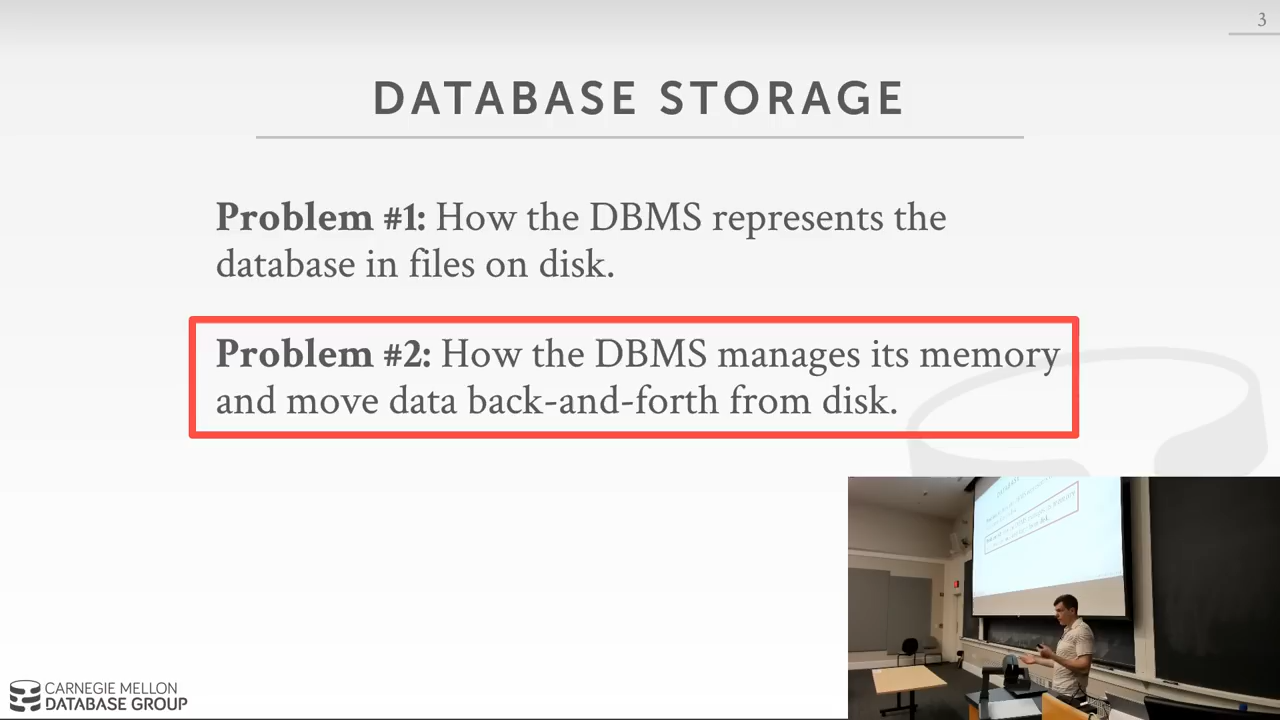 3
DATABASE STORAGE
Problem #1: How the DBMS represents the
database in files on disk.
Problem #2: How the DBMS manages its memory
and move data back-and-forth from disk.
CARNEGIE MELLON
DATABASE GROUP